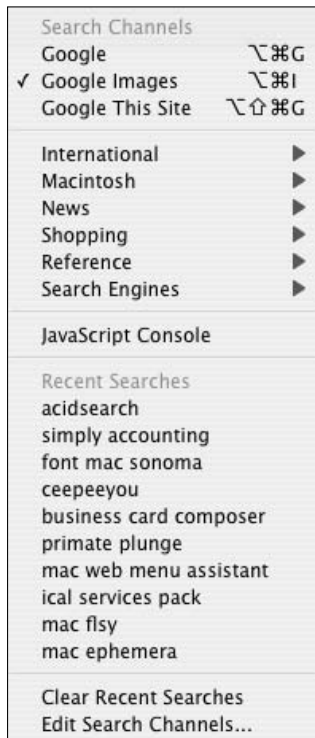 Search Channels
Google ⌥⌘G
✓ Google Images ⌥⌘I
Google This Site ⌥⇧⌘G
International ▶
Macintosh ▶
News ▶
Shopping ▶
Reference ▶
Search Engines ▶
JavaScript Console
Recent Searches
acidsearch
simply accounting
font mac sonoma
ceepeeyou
business card composer
primate plunge
mac web menu assistant
ical services pack
mac flsy
mac ephemera
Clear Recent Searches
Edit Search Channels...